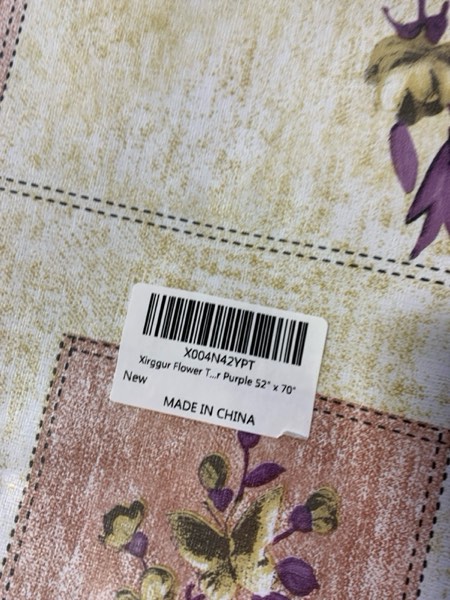 X004N42YPT
Xirggur Flower T...r Purple 52" x 70"
New
MADE IN CHINA